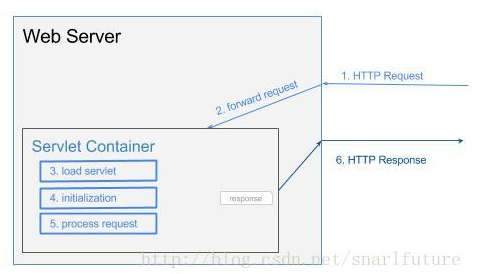 Web Server
1. HTTP Request
2. forward request
Servlet Container
3. load servlet
4. initialization
5. process request
response
6. HTTP Response
http://blog.csdn.net/snarlfuture